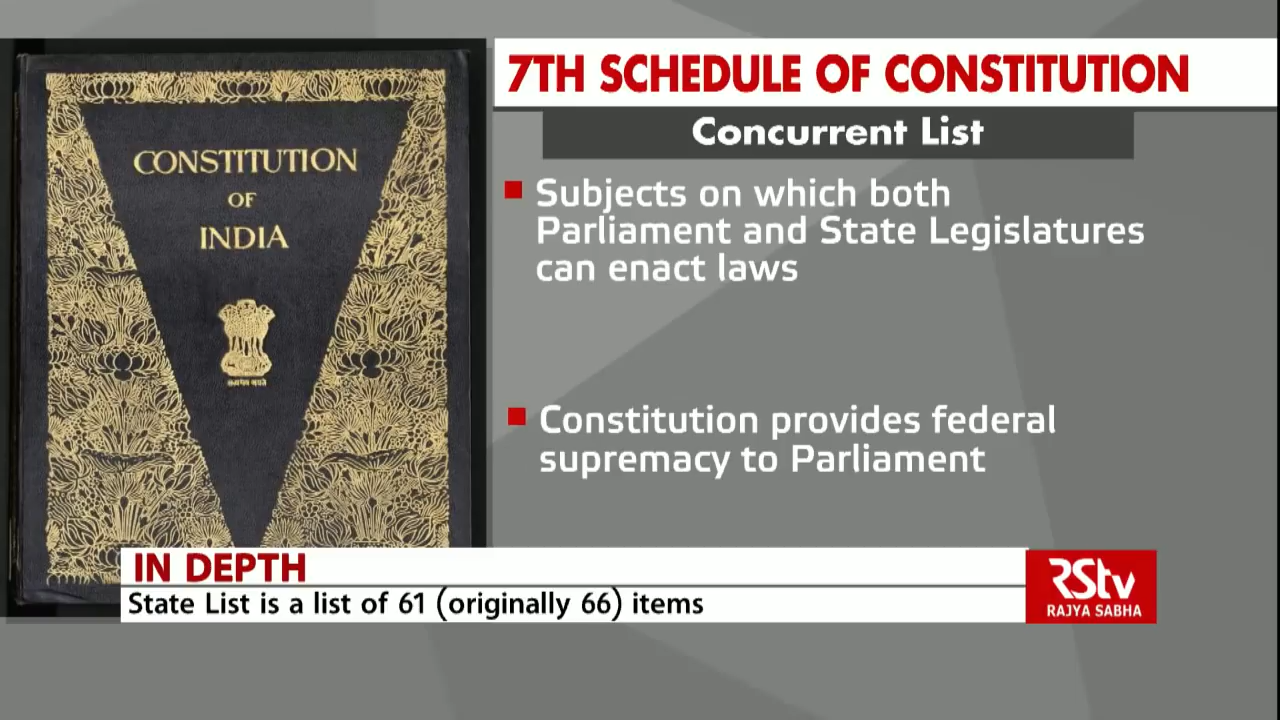 CONSTITUTION
OF
INDIA
7TH SCHEDULE OF CONSTITUTION
Concurrent List
Subjects on which both
Parliament and State Legislatures
can enact laws
Constitution provides federal
supremacy to Parliament
IN DEPTH
State List is a list of 61 (originally 66) items
RStv
RAJYA SABHA